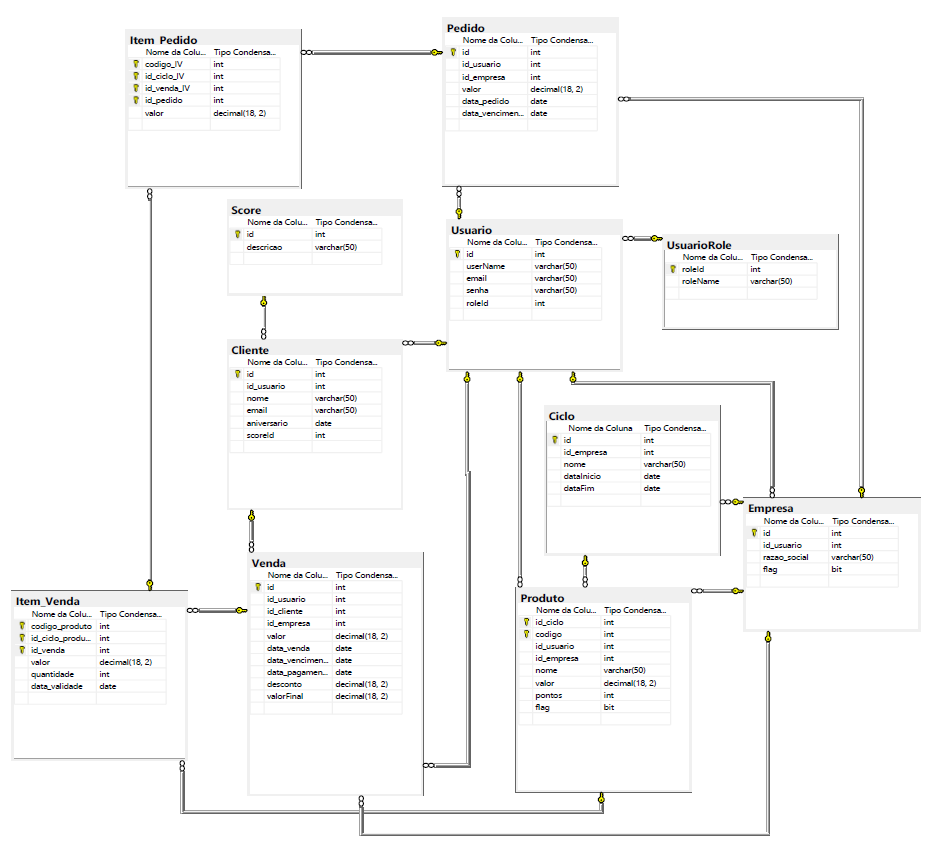 Item_Pedido
Nome da Colu... Tipo Condensa...
codigo_IV int
id_ciclo_IV int
id_venda_IV int
id_pedido int
valor decimal(18, 2)
Pedido
Nome da Colu... Tipo Condensa...
id int
id_usuario int
id_empresa int
valor decimal(18, 2)
data_pedido date
data_vencimen... date
Score
Nome da Colu... Tipo Condensa...
id int
descricao varchar(50)
Usuario
Nome da Colu... Tipo Condensa...
id int
userName varchar(50)
email varchar(50)
senha varchar(50)
roleId int
UsuarioRole
Nome da Colu... Tipo Condensa...
roleId int
roleName varchar(50)
Cliente
Nome da Colu... Tipo Condensa...
id int
id_usuario int
nome varchar(50)
email varchar(50)
aniversario date
scoreId int
Ciclo
Nome da Coluna Tipo Condensa...
id int
id_empresa int
nome varchar(50)
dataInicio date
dataFim date
Empresa
Nome da Colu... Tipo Condensa...
id int
id_usuario int
razao_social varchar(50)
flag bit
Venda
Nome da Colu... Tipo Condensa...
id int
id_usuario int
id_cliente int
id_empresa int
valor decimal(18, 2)
data_venda date
data_vencimen... date
data_pagamen... date
desconto decimal(18, 2)
valorFinal decimal(18, 2)
Item_Venda
Nome da Colu... Tipo Condensa...
codigo_produto int
id_ciclo_produ... int
id_venda int
valor decimal(18, 2)
quantidade int
data_validade date
Produto
Nome da Colu... Tipo Condensa...
id_ciclo int
codigo int
id_usuario int
id_empresa int
nome varchar(50)
valor decimal(18, 2)
pontos int
flag bit